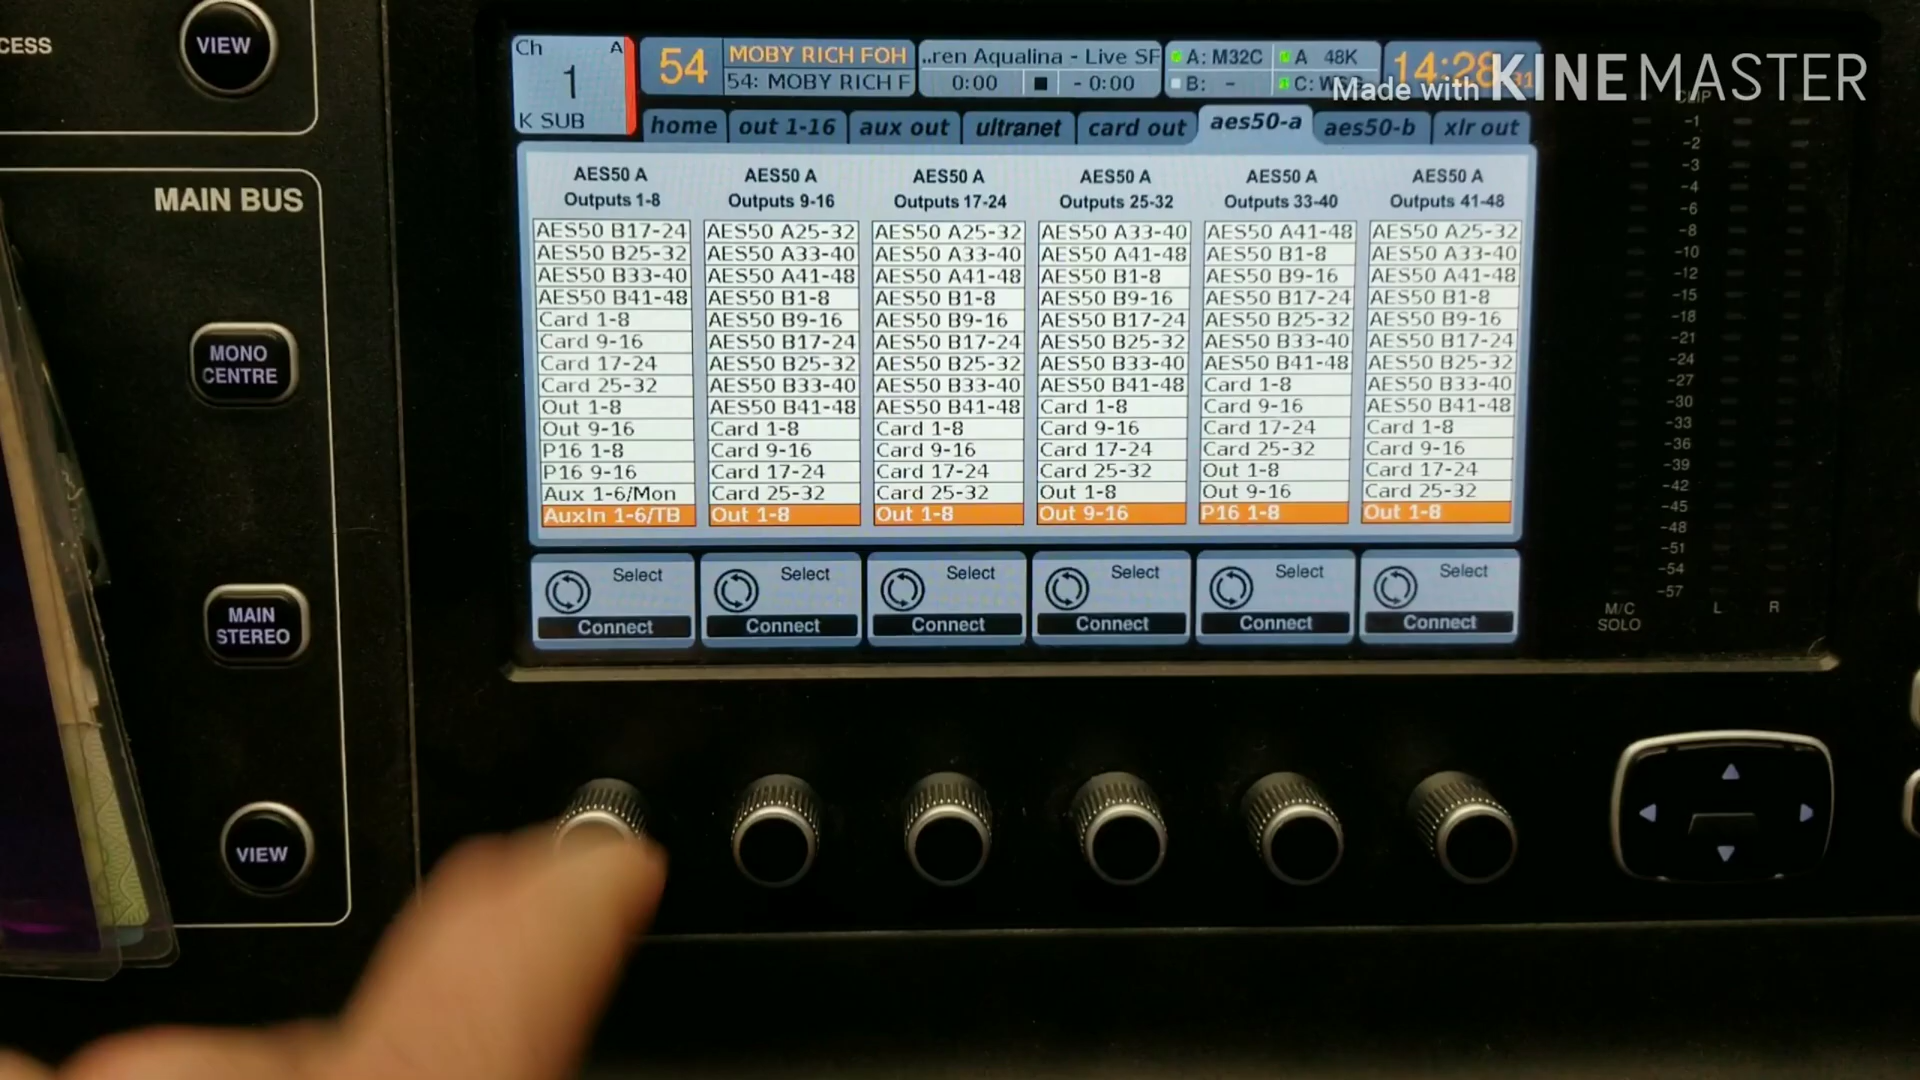 CESS
VIEW
MAIN BUS
MONO
CENTRE
MAIN
STEREO
VIEW
Ch A
1
K SUB
54
MOBY RICH FOH
54: MOBY RICH F
..ren Aqualina - Live SF
0:00 - 0:00
A: M32C A 48K
B: - C:
14:28 31
Made with KINEMASTER
home out 1-16 aux out ultranet card out aes50-a aes50-b xlr out
AES50 A AES50 A AES50 A AES50 A AES50 A AES50 A
Outputs 1-8 Outputs 9-16 Outputs 17-24 Outputs 25-32 Outputs 33-40 Outputs 41-48
AES50 B17-24 AES50 A25-32 AES50 A25-32 AES50 A33-40 AES50 A41-48 AES50 A25-32
AES50 B25-32 AES50 A33-40 AES50 A33-40 AES50 A41-48 AES50 B1-8 AES50 A33-40
AES50 B33-40 AES50 A41-48 AES50 A41-48 AES50 B1-8 AES50 B9-16 AES50 A41-48
AES50 B41-48 AES50 B1-8 AES50 B1-8 AES50 B9-16 AES50 B17-24 AES50 B1-8
Card 1-8 AES50 B9-16 AES50 B9-16 AES50 B17-24 AES50 B25-32 AES50 B9-16
Card 9-16 AES50 B17-24 AES50 B17-24 AES50 B25-32 AES50 B33-40 AES50 B17-24
Card 17-24 AES50 B25-32 AES50 B25-32 AES50 B33-40 AES50 B41-48 AES50 B25-32
Card 25-32 AES50 B33-40 AES50 B33-40 AES50 B41-48 Card 1-8 AES50 B33-40
Out 1-8 AES50 B41-48 AES50 B41-48 Card 1-8 Card 9-16 AES50 B41-48
Out 9-16 Card 1-8 Card 1-8 Card 9-16 Card 17-24 Card 1-8
P16 1-8 Card 9-16 Card 9-16 Card 17-24 Card 25-32 Card 9-16
P16 9-16 Card 17-24 Card 17-24 Card 25-32 Out 1-8 Card 17-24
Aux 1-6/Mon Card 25-32 Card 25-32 Out 1-8 Out 9-16 Card 25-32
AuxIn 1-6/TB Out 1-8 Out 1-8 Out 9-16 P16 1-8 Out 1-8
Select Select Select Select Select Select
Connect Connect Connect Connect Connect Connect
CLIP
-1
-2
-3
-4
-6
-8
-10
-12
-15
-18
-21
-24
-27
-30
-33
-36
-39
-42
-45
-48
-51
-54
-57
M/C
SOLO
L R